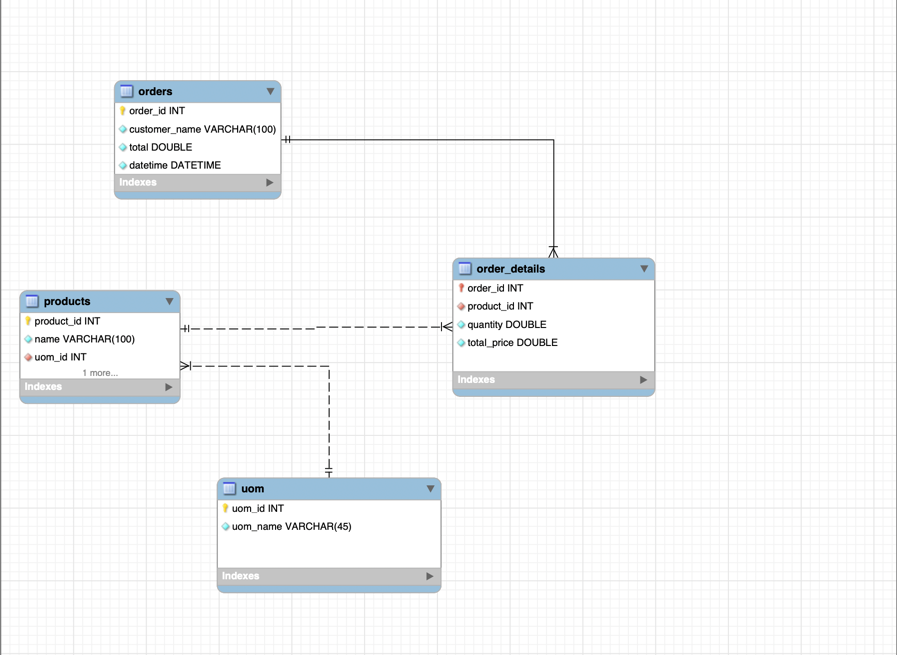 orders
order_id INT
customer_name VARCHAR(100)
total DOUBLE
datetime DATETIME
Indexes
order_details
order_id INT
product_id INT
quantity DOUBLE
total_price DOUBLE
Indexes
products
product_id INT
name VARCHAR(100)
uom_id INT
1 more...
Indexes
uom
uom_id INT
uom_name VARCHAR(45)
Indexes